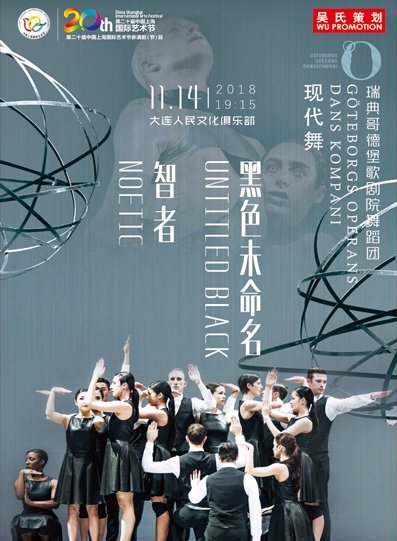 20th
China Shanghai
International Arts Festival
第二十届中国上海
国际艺术节
第二十届中国上海国际艺术节参演剧(节)目
吴氏策划
WU PROMOTION
GÖTEBORGS
OPERANS
DANSKOMPANI
11.14
2018
19:15
大连人民文化俱乐部
瑞典哥德堡歌剧院舞蹈团
GÖTEBORGS OPERANS
DANS KOMPANI
现代舞
黑色未命名
UNTITLED BLACK
智者
NOETIC